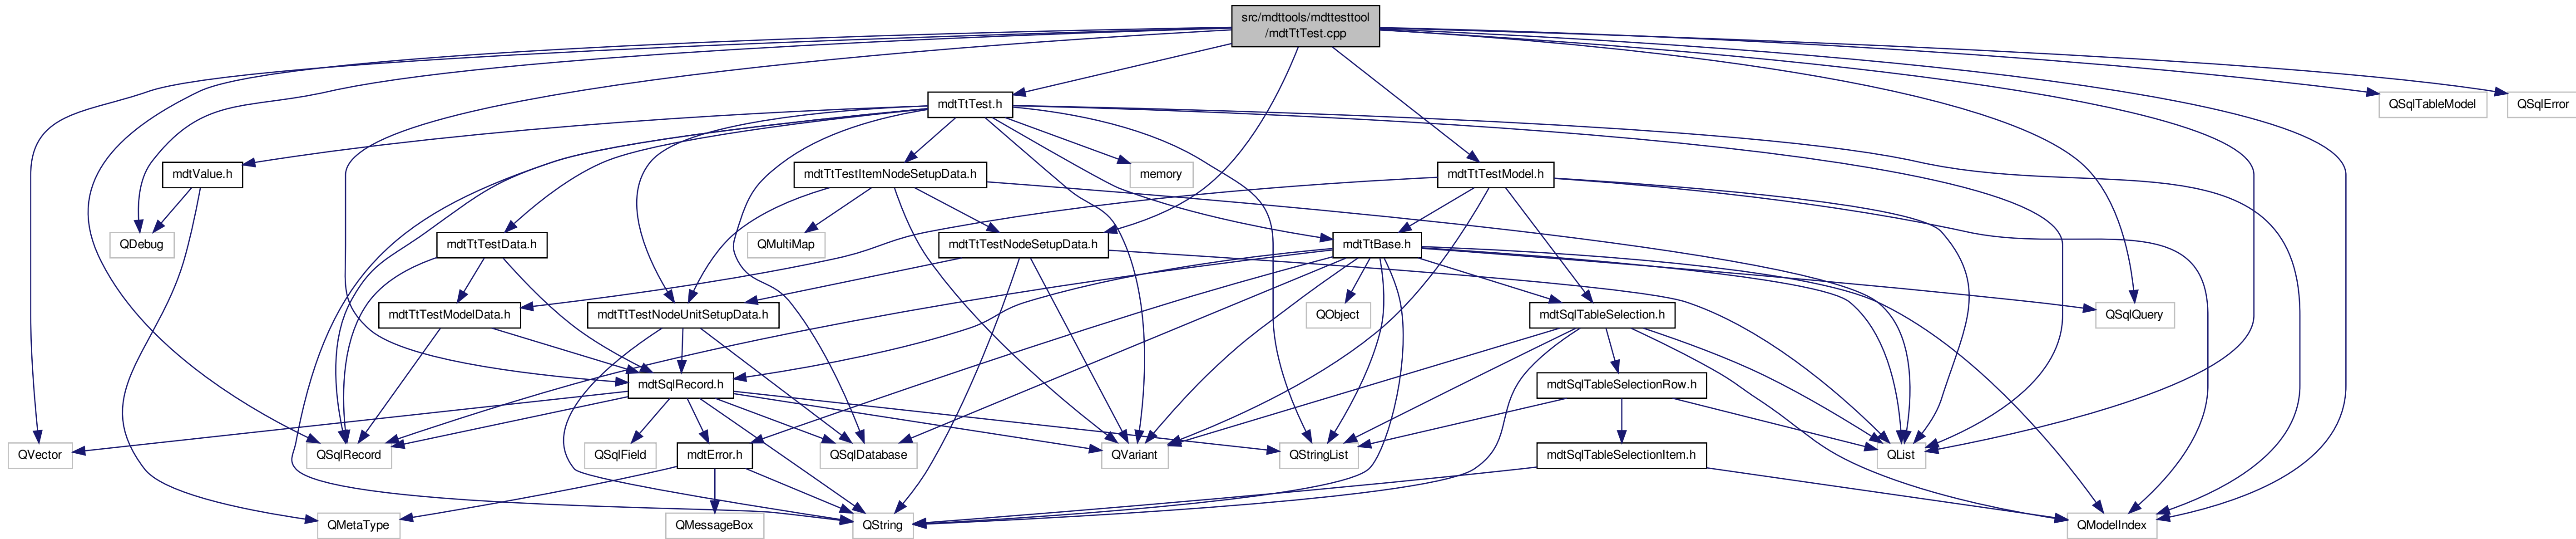 src/mdttools/mdttesttool
/mdtTtTest.cpp
mdtTtTest.h
QSqlTableModel
QSqlError
mdtValue.h
mdtTtTestItemNodeSetupData.h
memory
mdtTtTestModel.h
QDebug
mdtTtTestData.h
QMultiMap
mdtTtTestNodeSetupData.h
mdtTtBase.h
mdtTtTestModelData.h
mdtTtTestNodeUnitSetupData.h
QObject
mdtSqlTableSelection.h
QSqlQuery
mdtSqlRecord.h
mdtSqlTableSelectionRow.h
QVector
QSqlRecord
QSqlField
mdtError.h
QSqlDatabase
QVariant
QStringList
mdtSqlTableSelectionItem.h
QList
QMetaType
QMessageBox
QString
QModelIndex